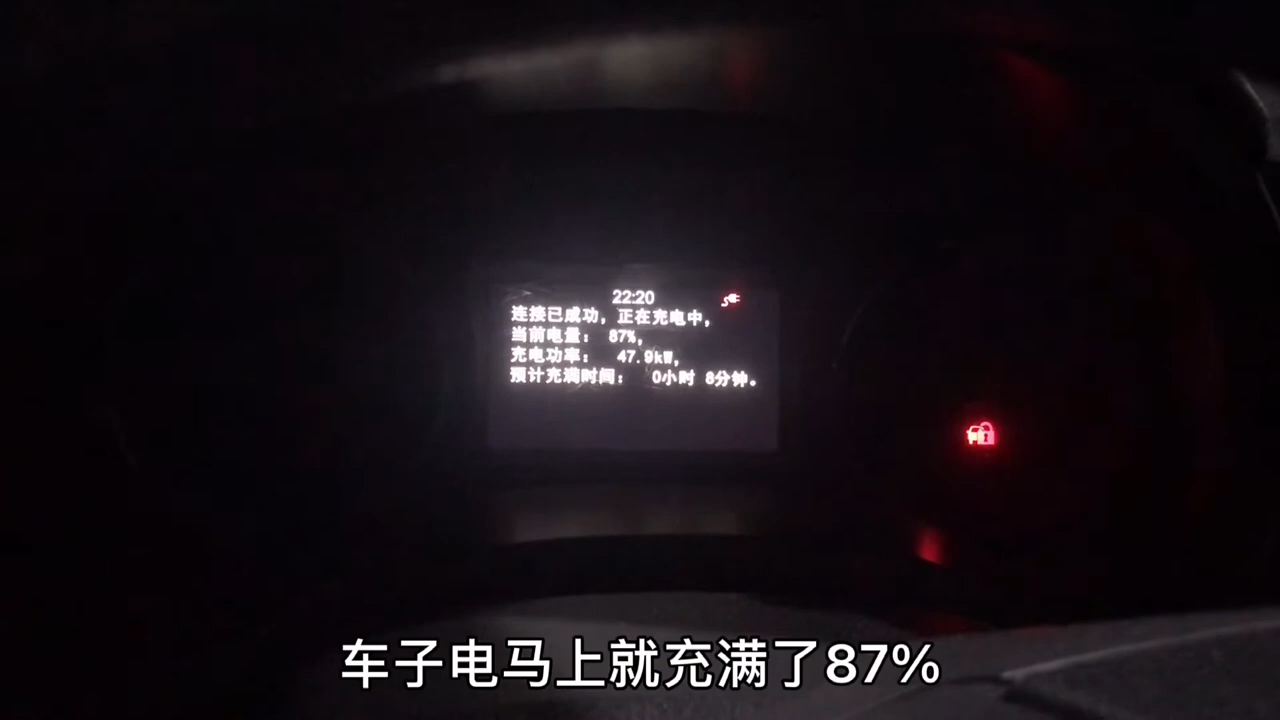 22:20
连接已成功，正在充电中，
当前电量： 87%，
充电功率： 47.9kW，
预计充满时间： 0小时 8分钟。
车子电马上就充满了87%